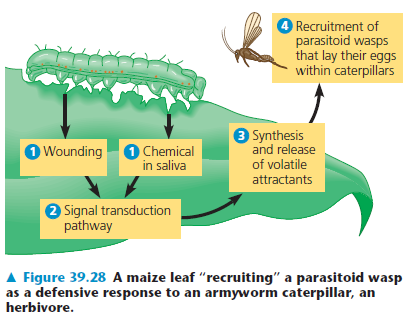 4 Recruitment of
parasitoid wasps
that lay their eggs
within caterpillars
1 Wounding
1 Chemical
in saliva
3 Synthesis
and release
of volatile
attractants
2 Signal transduction
pathway
▲ Figure 39.28 A maize leaf “recruiting” a parasitoid wasp
as a defensive response to an armyworm caterpillar, an
herbivore.